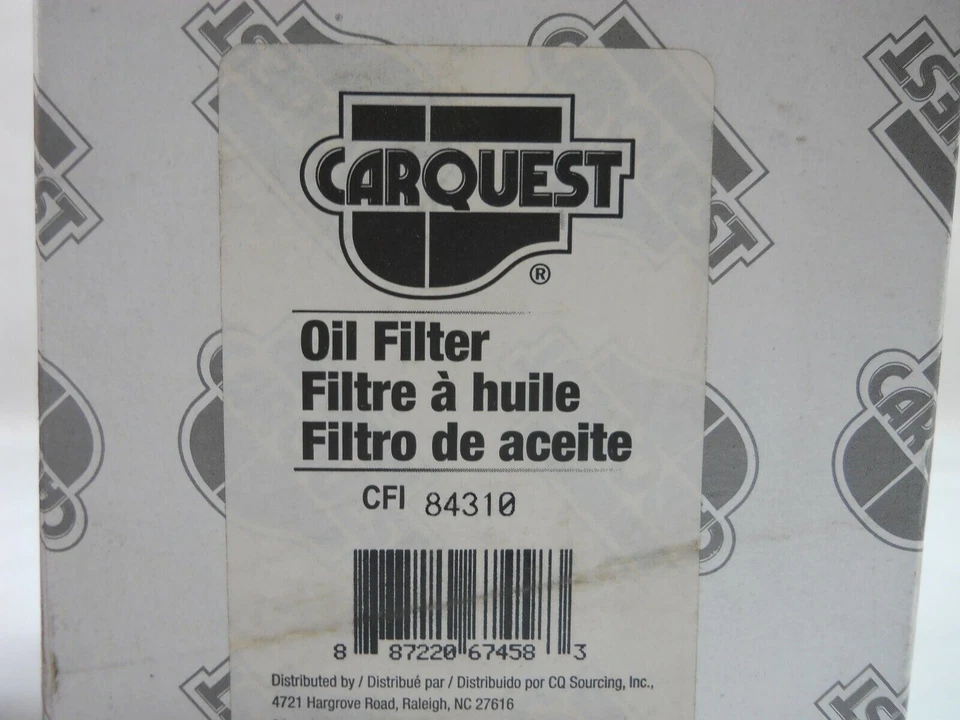 CARQUEST
®
Oil Filter
Filtre à huile
Filtro de aceite
CFI 84310
8 87220 67458 3
Distributed by / Distribué par / Distribuido por CQ Sourcing, Inc.,
4721 Hargrove Road, Raleigh, NC 27616